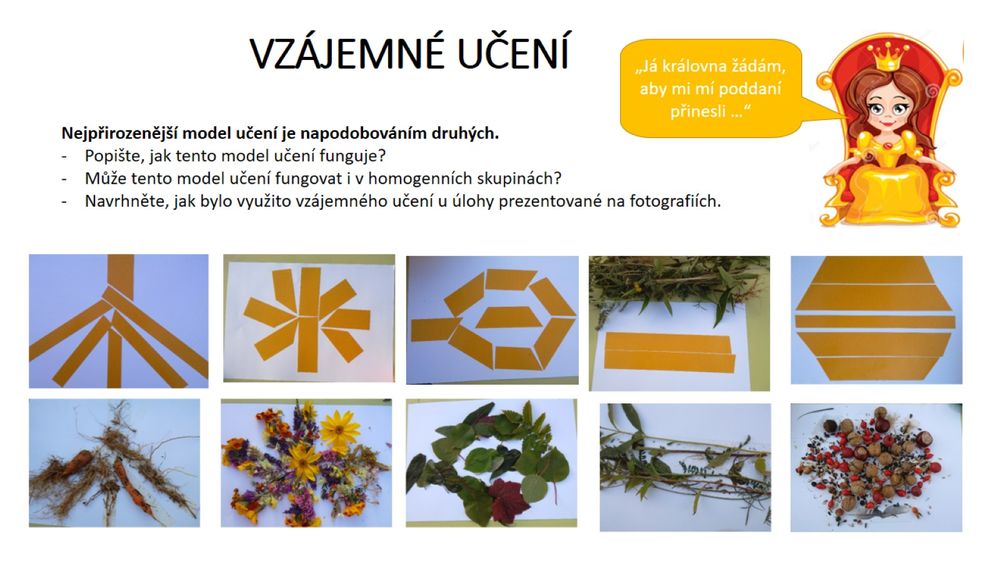 VZÁJEMNÉ UČENÍ
„Já královna žádám,
aby mi mí poddaní
přinesli ...“
Nejpřirozenější model učení je napodobováním druhých.
- Popište, jak tento model učení funguje?
- Může tento model učení fungovat i v homogenních skupinách?
- Navrhněte, jak bylo využito vzájemného učení u úlohy prezentované na fotografiích.